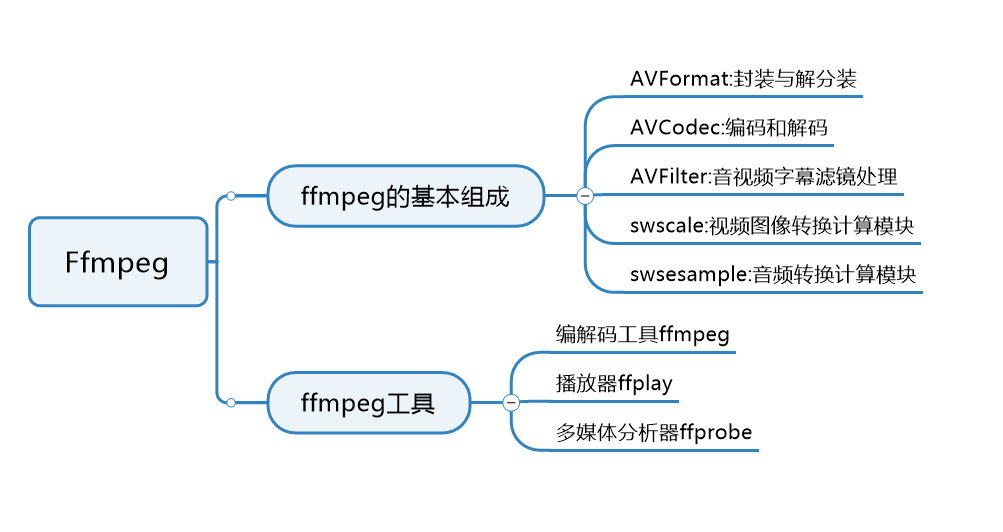 Ffmpeg
ffmpeg的基本组成
AVFormat:封装与解分装
AVCodec:编码和解码
AVFilter:音视频字幕滤镜处理
swscale:视频图像转换计算模块
swsesample:音频转换计算模块
ffmpeg工具
编解码工具ffmpeg
播放器ffplay
多媒体分析器ffprobe